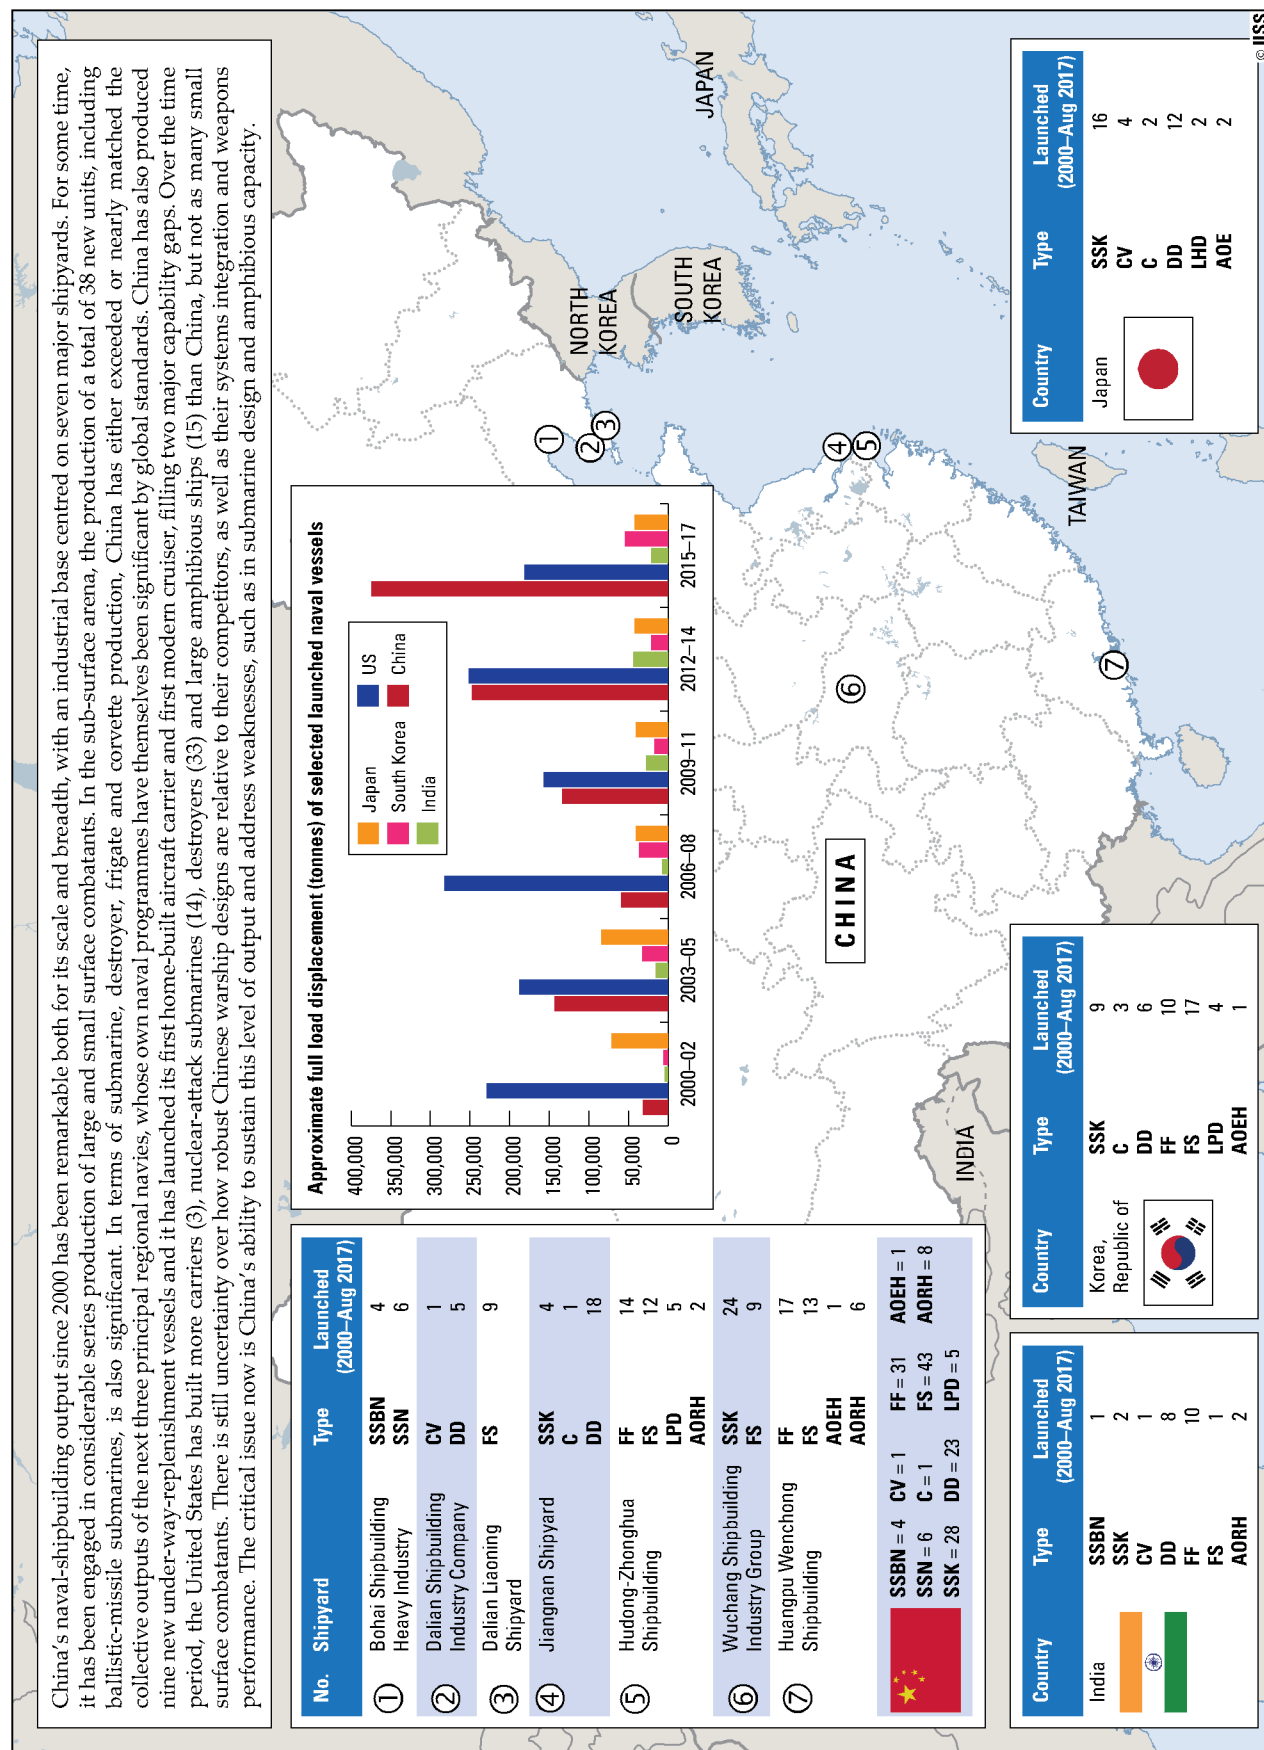 China's naval-shipbuilding output since 2000 has been remarkable both for its scale and breadth, with an industrial base centred on seven major shipyards. For some time,
it has been engaged in considerable series production of large and small surface combatants. In the sub-surface arena, the production of a total of 38 new units, including
ballistic-missile submarines, is also significant. In terms of submarine, destroyer, frigate and corvette production, China has either exceeded or nearly matched the
collective outputs of the next three principal regional navies, whose own naval programmes have themselves been significant by global standards. China has also produced
nine new under-way-replenishment vessels and it has launched its first home-built aircraft carrier and first modern cruiser, filling two major capability gaps. Over the time
period, the United States has built more carriers (3), nuclear-attack submarines (14), destroyers (33) and large amphibious ships (15) than China, but not as many small
surface combatants. There is still uncertainty over how robust Chinese warship designs are relative to their competitors, as well as their systems integration and weapons
performance. The critical issue now is China's ability to sustain this level of output and address weaknesses, such as in submarine design and amphibious capacity.
No. Shipyard Type Launched
(2000–Aug 2017)
① Bohai Shipbuilding SSBN 4
Heavy Industry SSN 6
② Dalian Shipbuilding CV 1
Industry Company DD 5
③ Dalian Liaoning FS 9
Shipyard
④ Jiangnan Shipyard SSK 4
C 1
DD 18
⑤ Hudong-Zhonghua FF 14
Shipbuilding FS 12
LPD 5
AORH 2
⑥ Wuchang Shipbuilding SSK 24
Industry Group FS 9
⑦ Huangpu Wenchong FF 17
Shipbuilding FS 13
AOEH 1
AORH 6
SSBN = 4 CV = 1 FF = 31 AOEH = 1
SSN = 6 C = 1 FS = 43 AORH = 8
SSK = 28 DD = 23 LPD = 5
Approximate full load displacement (tonnes) of selected launched naval vessels
400,000
350,000
300,000
250,000
200,000
150,000
100,000
50,000
0
Japan US
South Korea China
India
2000–02 2003–05 2006–08 2009–11 2012–14 2015–17
①
②
③
④
⑤
⑥
⑦
NORTH
KOREA
SOUTH
KOREA
JAPAN
CHINA
TAIWAN
INDIA
Country Type Launched
(2000–Aug 2017)
India SSBN 1
SSK 2
CV 1
DD 8
FF 10
FS 1
AORH 2
Country Type Launched
(2000–Aug 2017)
Korea, SSK 9
Republic of C 3
DD 6
FF 10
FS 17
LPD 4
AOEH 1
Country Type Launched
(2000–Aug 2017)
Japan SSK 16
CV 4
C 2
DD 12
LHD 2
AOE 2
© IISS